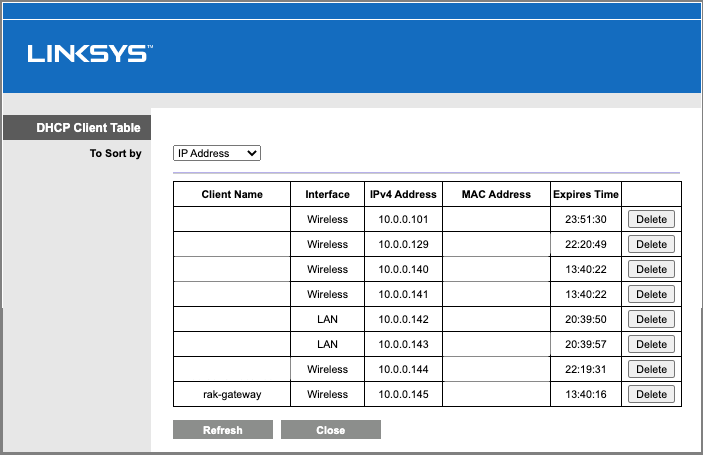 LINKSYS™
DHCP Client Table
To Sort by
IP Address
Client Name Interface IPv4 Address MAC Address Expires Time
Wireless 10.0.0.101 23:51:30 Delete
Wireless 10.0.0.129 22:20:49 Delete
Wireless 10.0.0.140 13:40:22 Delete
Wireless 10.0.0.141 13:40:22 Delete
LAN 10.0.0.142 20:39:50 Delete
LAN 10.0.0.143 20:39:57 Delete
Wireless 10.0.0.144 22:19:31 Delete
rak-gateway Wireless 10.0.0.145 13:40:16 Delete
Refresh Close